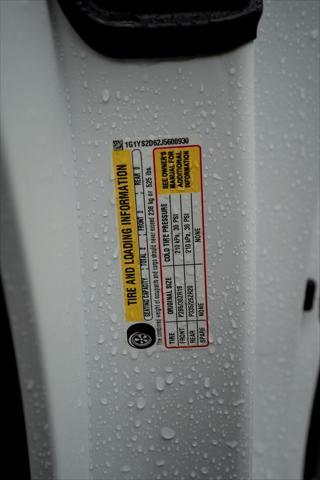 1G1YS2D62J5600930
TIRE AND LOADING INFORMATION
SEATING CAPACITY TOTAL 2 FRONT 2 REAR 0
The combined weight of occupants and cargo should never exceed 238 kg or 525 lbs.
TIRE ORIGINAL SIZE COLD TIRE PRESSURE
FRONT P285/30ZR19 210 kPa, 30 PSI
REAR P335/25ZR20 210 kPa, 30 PSI
SPARE NONE NONE
SEE OWNER'S
MANUAL FOR
ADDITIONAL
INFORMATION